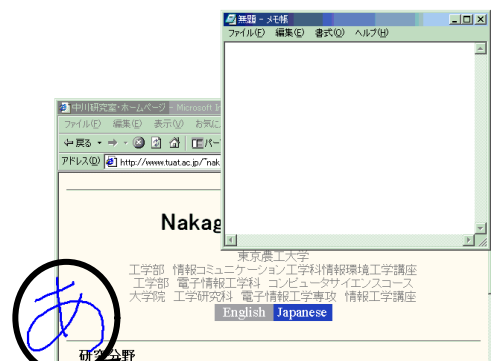 無題 - メモ帳
ファイル(F) 編集(E) 書式(O) ヘルプ(H)
中川研究室・ホームページ - Microsoft
ファイル(F) 編集(E) 表示(V) お気に
戻る
アドレス(D) http://www.tuat.ac.jp/~nak
Nakag
東京農工大学
工学部 情報コミュニケーション工学科情報環境工学講座
工学部 電子情報工学科 コンピュータサイエンスコース
大学院 工学研究科 電子情報工学専攻 情報工学講座
English Japanese
あ
研究分野